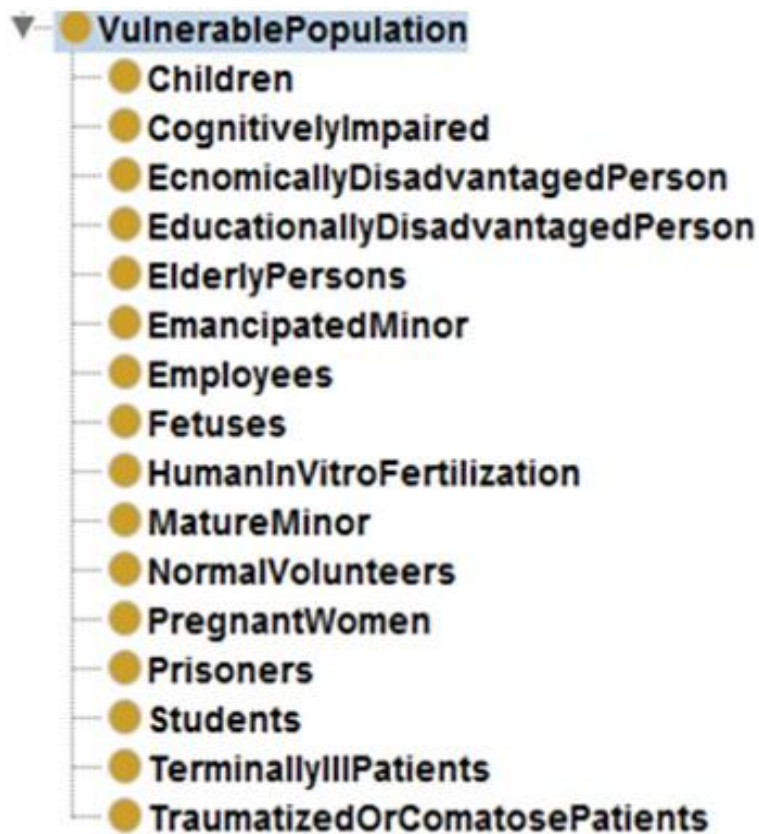 VulnerablePopulation
Children
CognitivelyImpaired
EcnomicallyDisadvantagedPerson
EducationallyDisadvantagedPerson
ElderlyPersons
EmancipatedMinor
Employees
Fetuses
HumanInVitroFertilization
MatureMinor
NormalVolunteers
PregnantWomen
Prisoners
Students
TerminallyIllPatients
TraumatizedOrComatosePatients